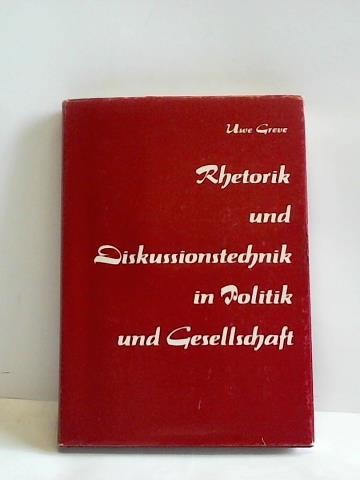 Uwe Greve
Rhetorik
und
Diskussionstechnik
in Politik
und Gesellschaft